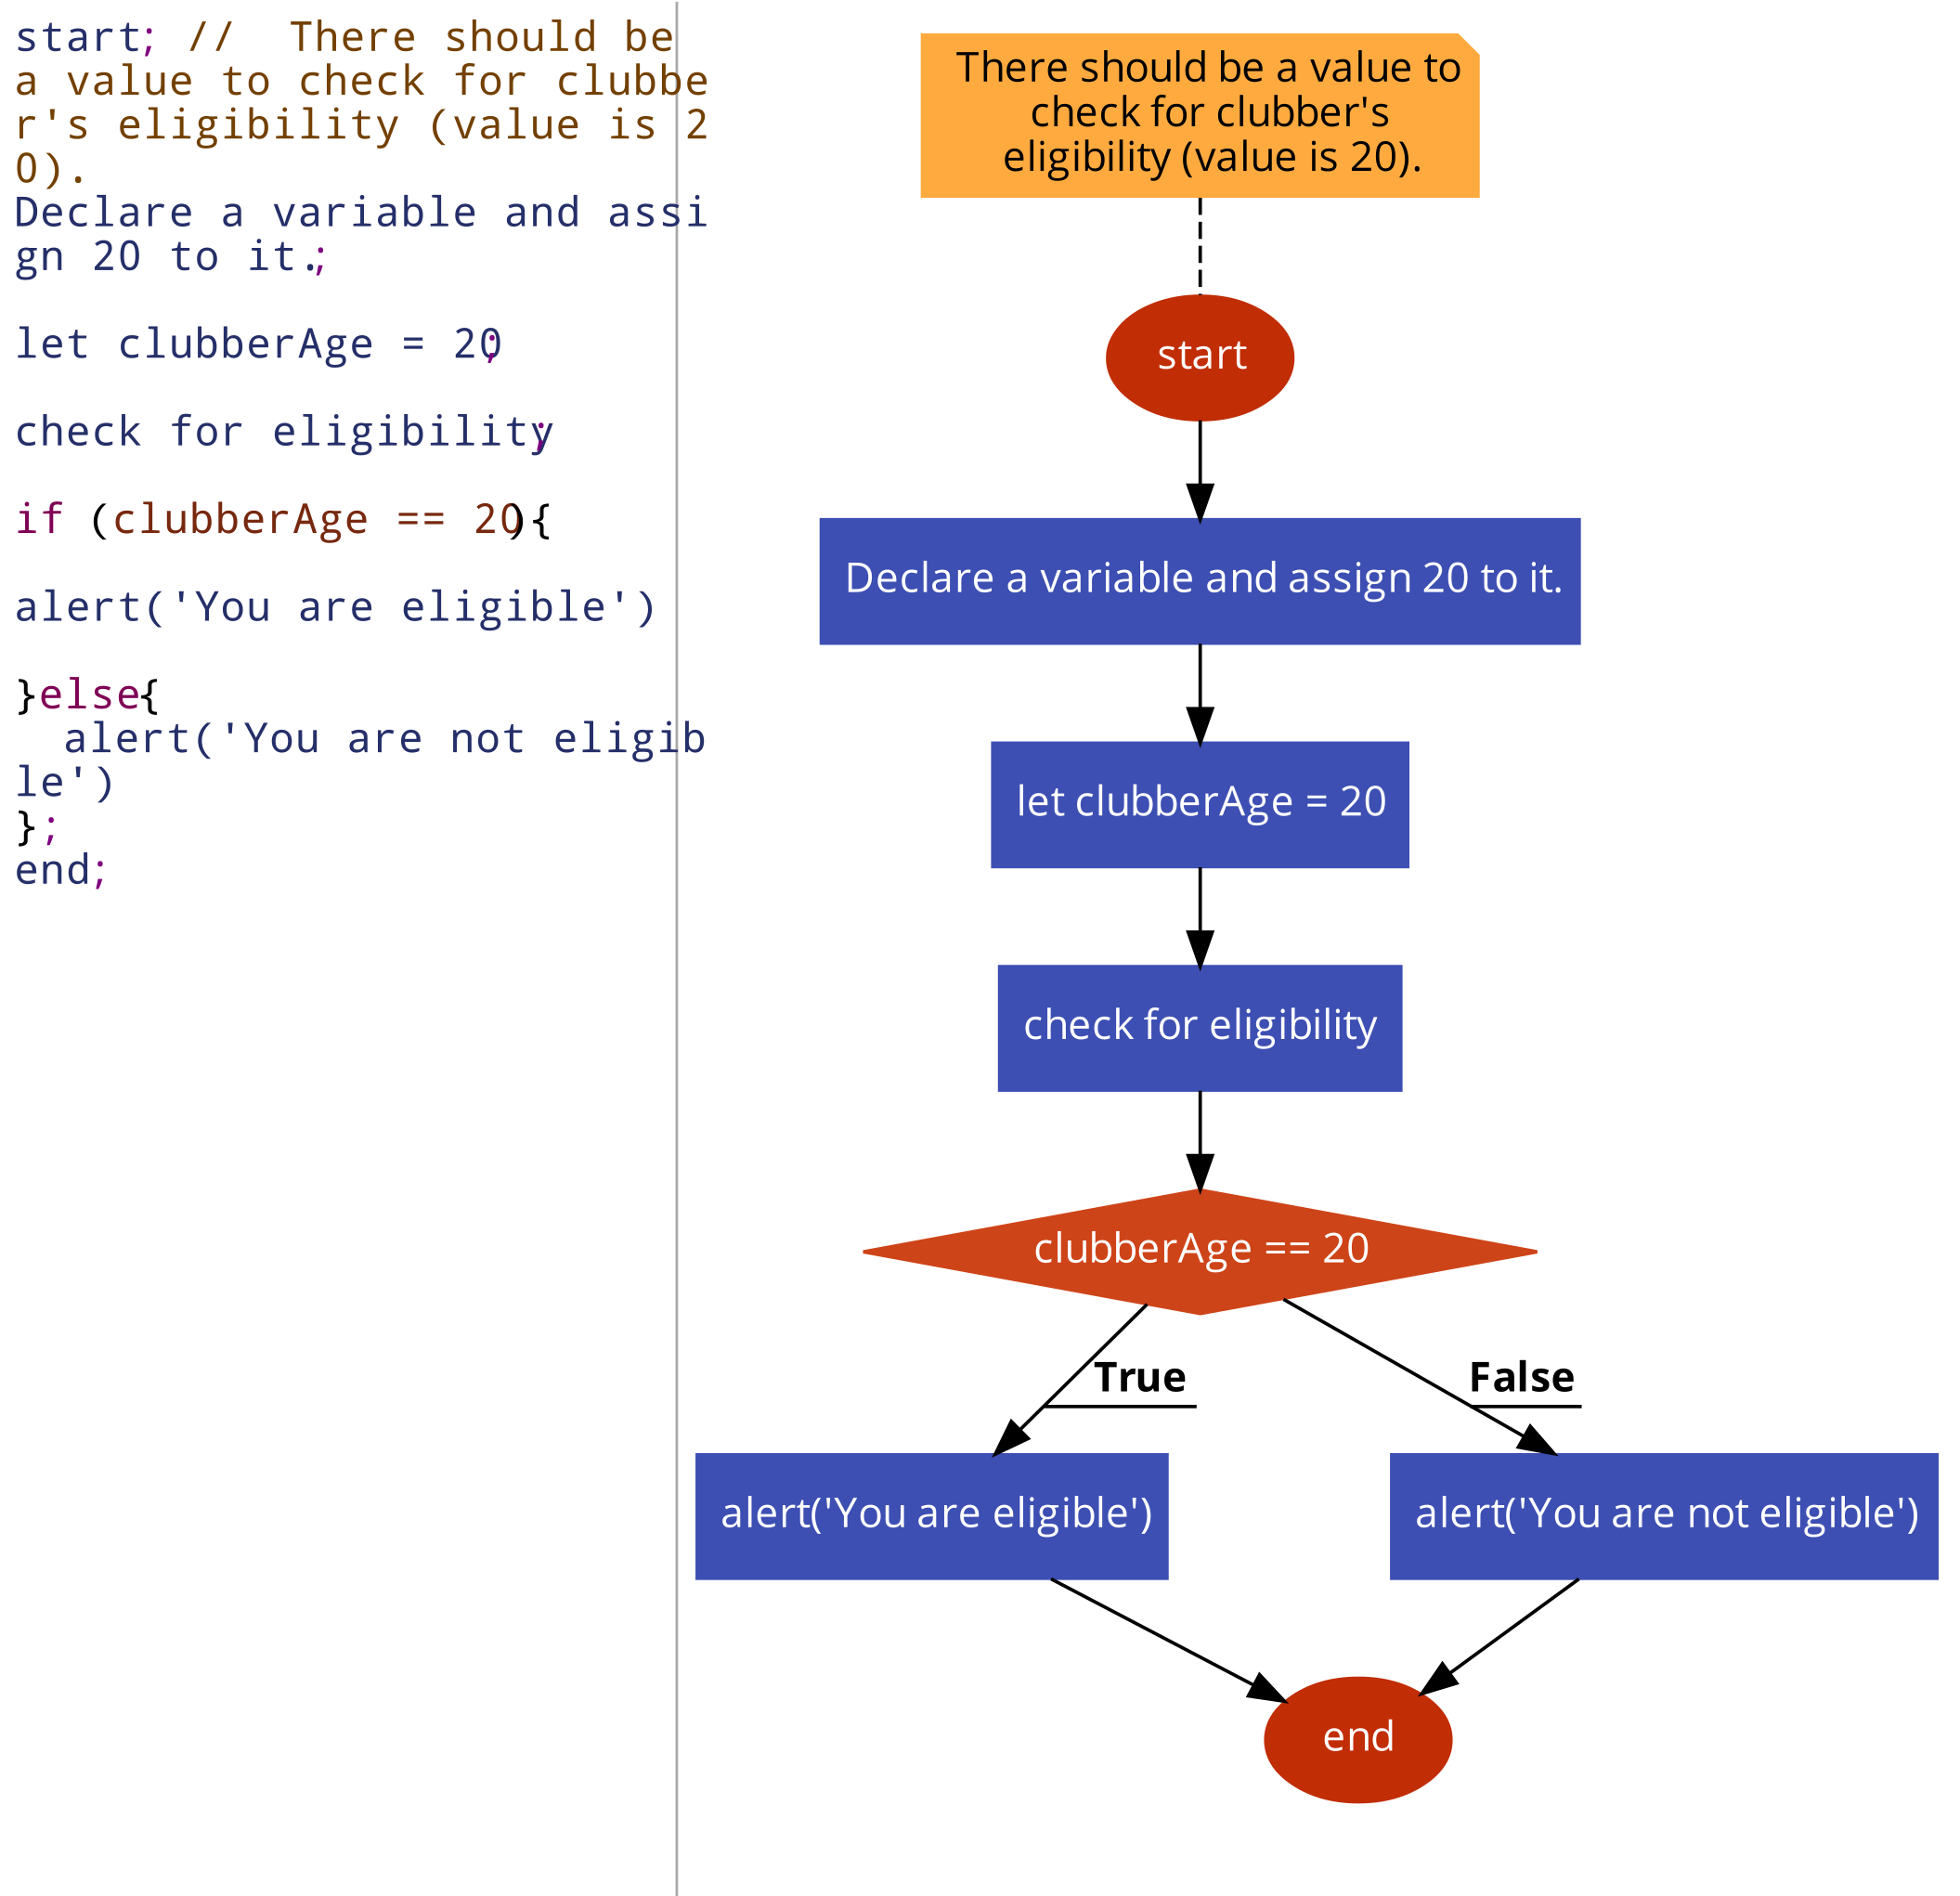 start; //  There should be
a value to check for clubbe
r's eligibility (value is 2
0).
Declare a variable and assi
gn 20 to it.;
let clubberAge = 20;
check for eligibility;
if (clubberAge == 20){
alert('You are eligible')
}else{
  alert('You are not eligib
le')
};
end;
There should be a value to
check for clubber's
eligibility (value is 20).
start
Declare a variable and assign 20 to it.
let clubberAge = 20
check for eligibility
clubberAge == 20
True
False
alert('You are eligible')
alert('You are not eligible')
end